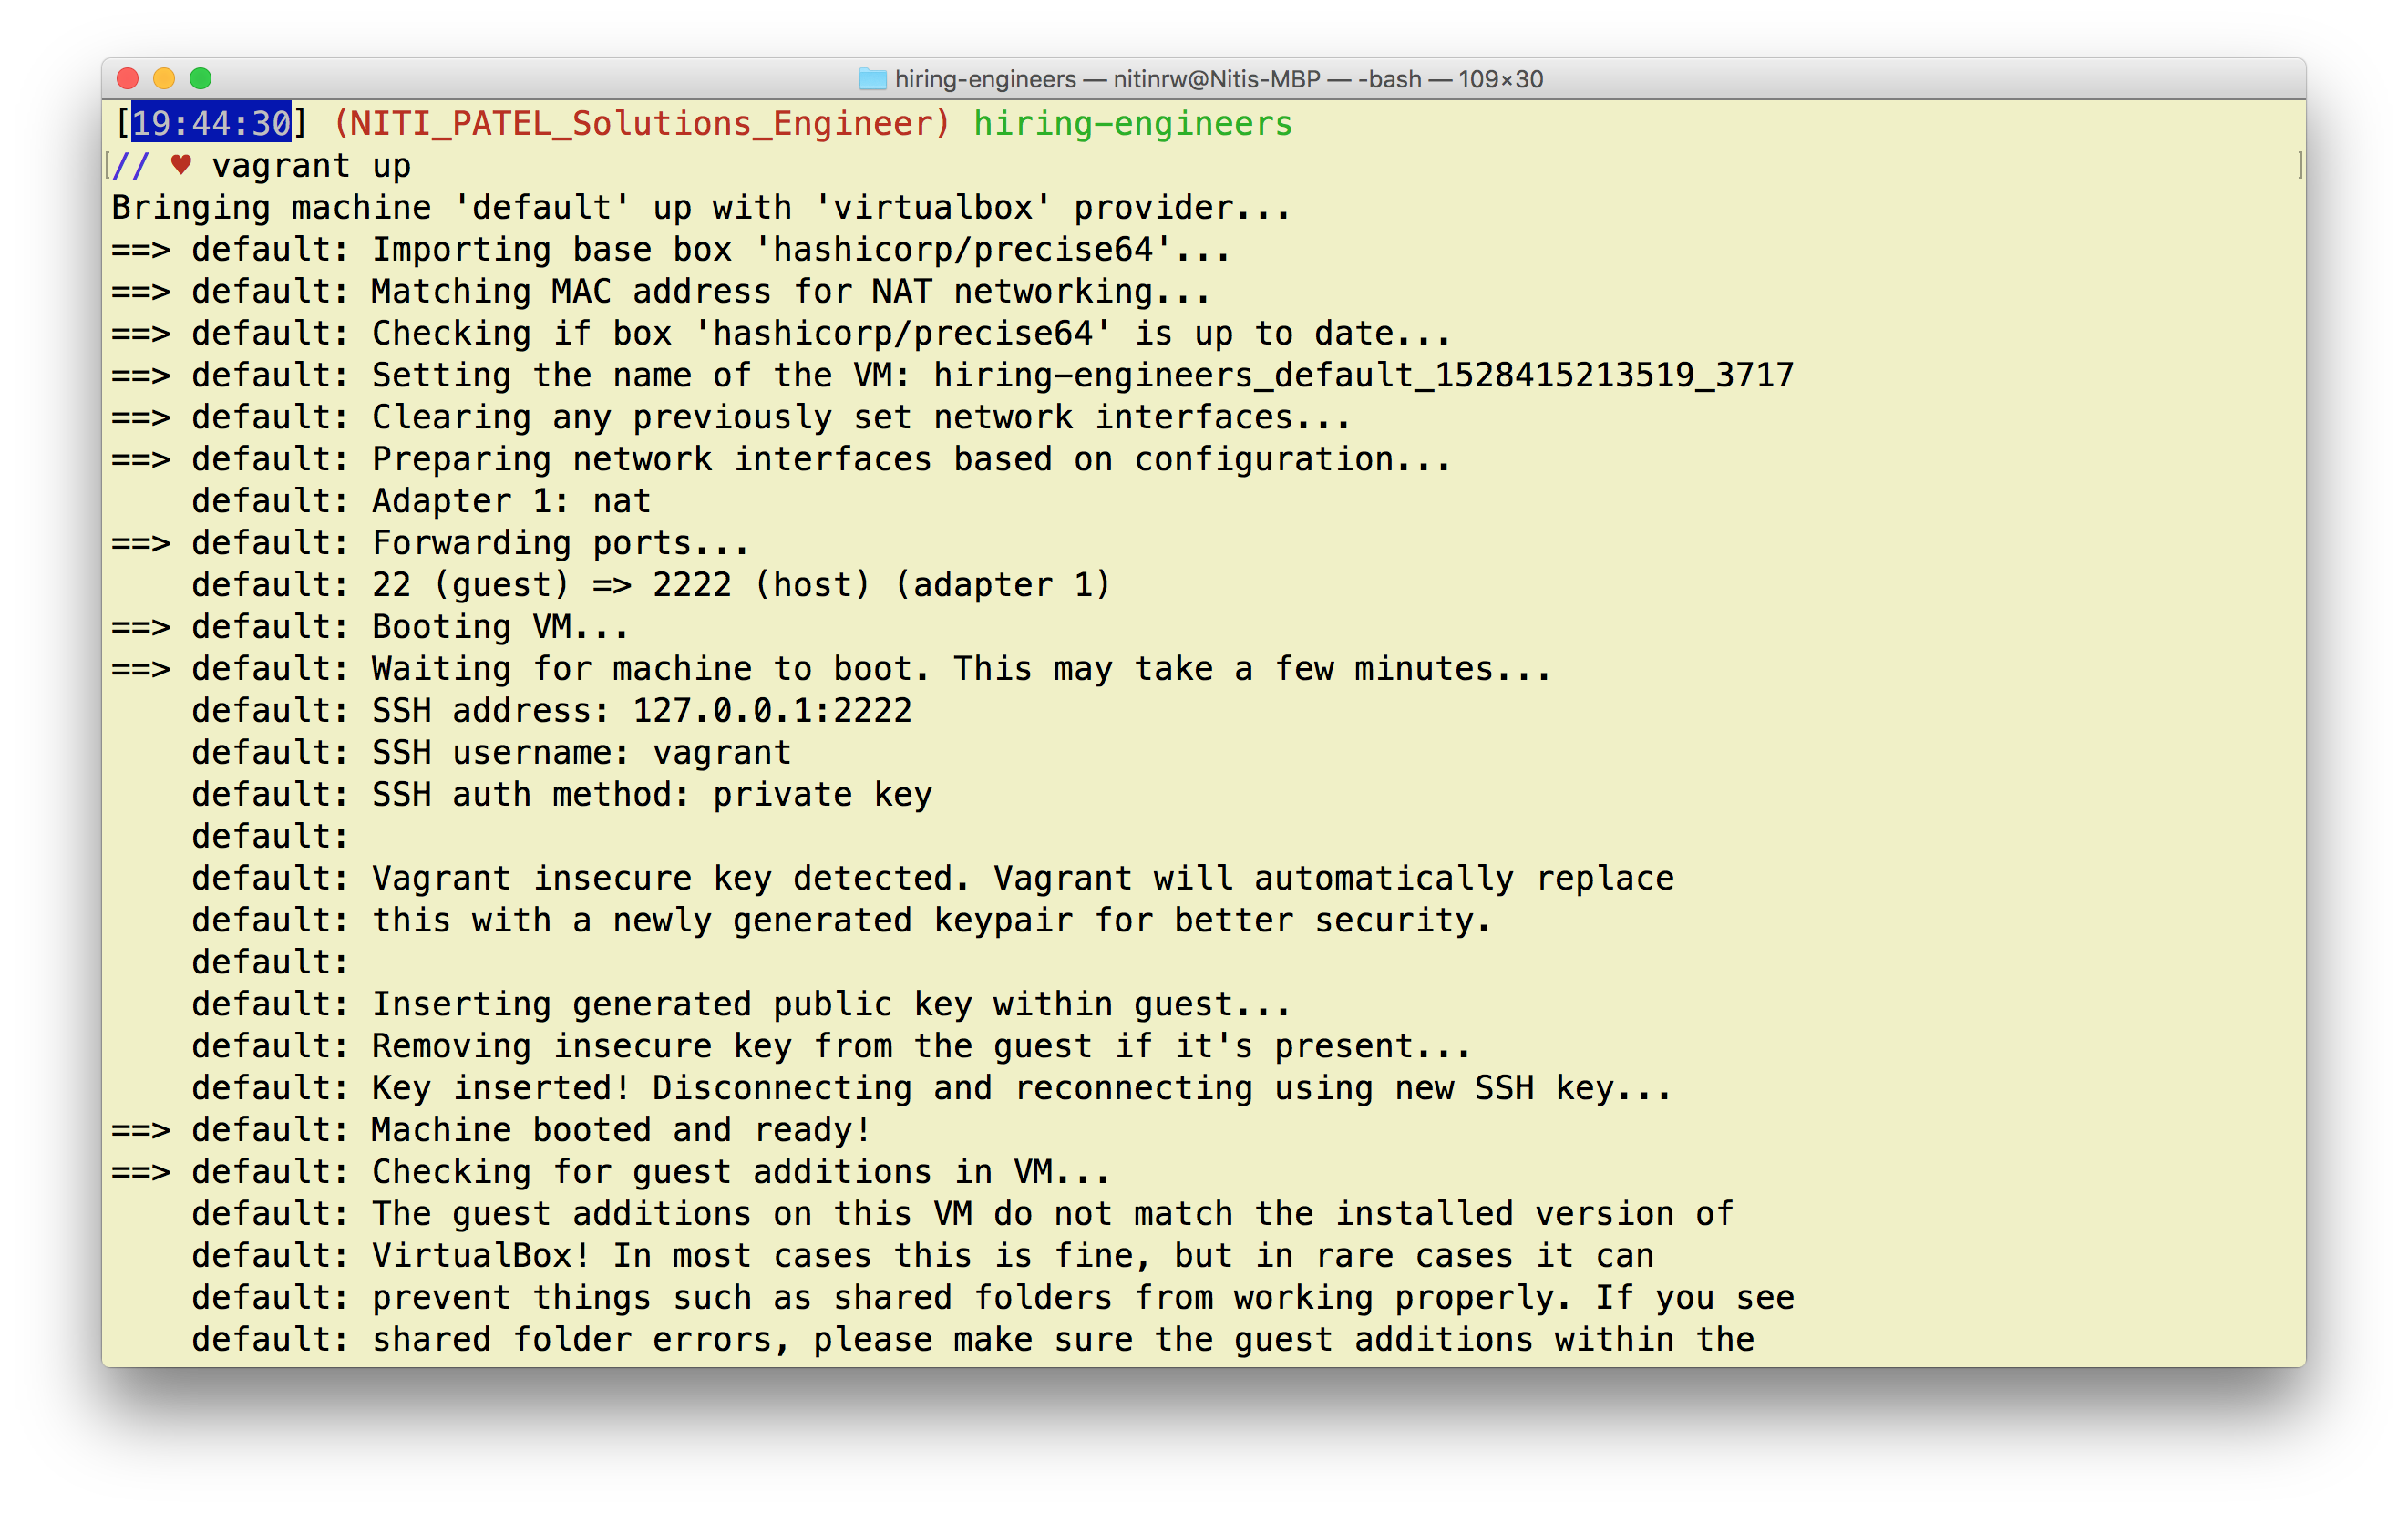 hiring-engineers — nitinrw@Nitis-MBP — -bash — 109×30
[19:44:30] (NITI_PATEL_Solutions_Engineer) hiring-engineers
[// ♥ vagrant up ]
Bringing machine 'default' up with 'virtualbox' provider...
==> default: Importing base box 'hashicorp/precise64'...
==> default: Matching MAC address for NAT networking...
==> default: Checking if box 'hashicorp/precise64' is up to date...
==> default: Setting the name of the VM: hiring-engineers_default_1528415213519_3717
==> default: Clearing any previously set network interfaces...
==> default: Preparing network interfaces based on configuration...
    default: Adapter 1: nat
==> default: Forwarding ports...
    default: 22 (guest) => 2222 (host) (adapter 1)
==> default: Booting VM...
==> default: Waiting for machine to boot. This may take a few minutes...
    default: SSH address: 127.0.0.1:2222
    default: SSH username: vagrant
    default: SSH auth method: private key
    default:
    default: Vagrant insecure key detected. Vagrant will automatically replace
    default: this with a newly generated keypair for better security.
    default:
    default: Inserting generated public key within guest...
    default: Removing insecure key from the guest if it's present...
    default: Key inserted! Disconnecting and reconnecting using new SSH key...
==> default: Machine booted and ready!
==> default: Checking for guest additions in VM...
    default: The guest additions on this VM do not match the installed version of
    default: VirtualBox! In most cases this is fine, but in rare cases it can
    default: prevent things such as shared folders from working properly. If you see
    default: shared folder errors, please make sure the guest additions within the